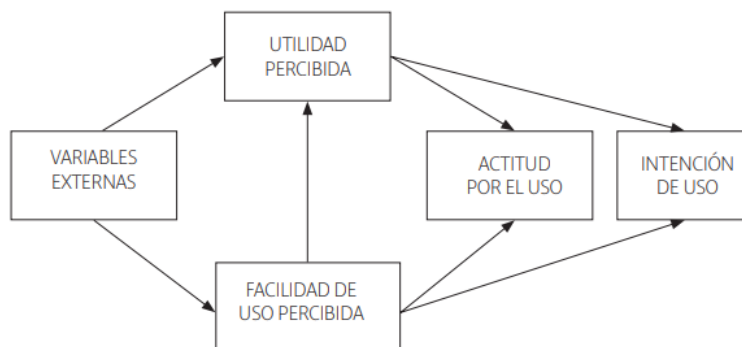 UTILIDAD
PERCIBIDA
VARIABLES
EXTERNAS
ACTITUD
POR EL USO
INTENCIÓN
DE USO
FACILIDAD DE
USO PERCIBIDA